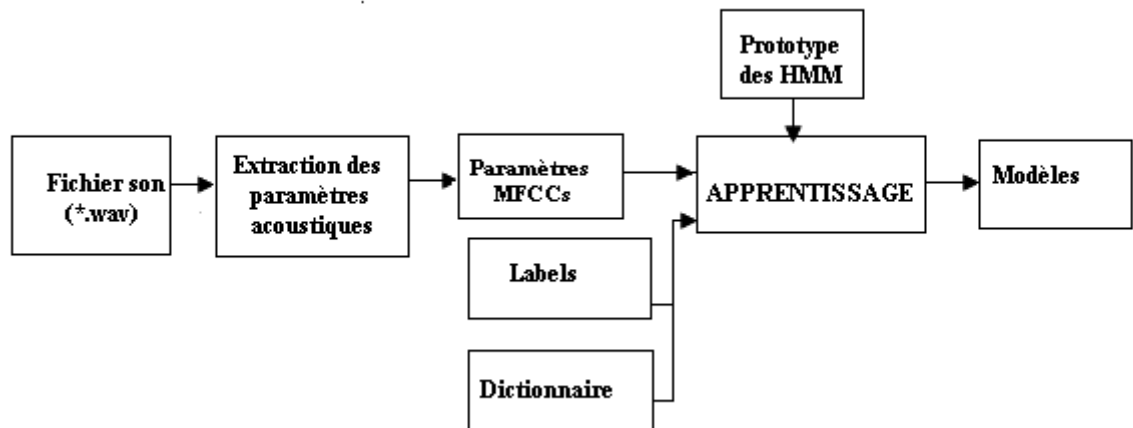 Prototype
des HMM
Fichier son
(*.wav)
Extraction des
paramètres
acoustiques
Paramètres
MFCCs
APPRENTISSAGE
Modèles
Labels
Dictionnaire